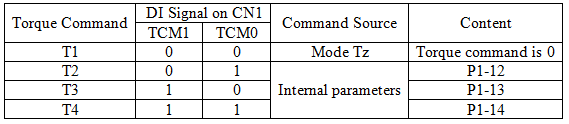 Torque Command DI Signal on CN1 Command Source Content
TCM1 TCM0
T1 0 0 Mode Tz Torque command is 0
T2 0 1 Internal parameters P1-12
T3 1 0 P1-13
T4 1 1 P1-14